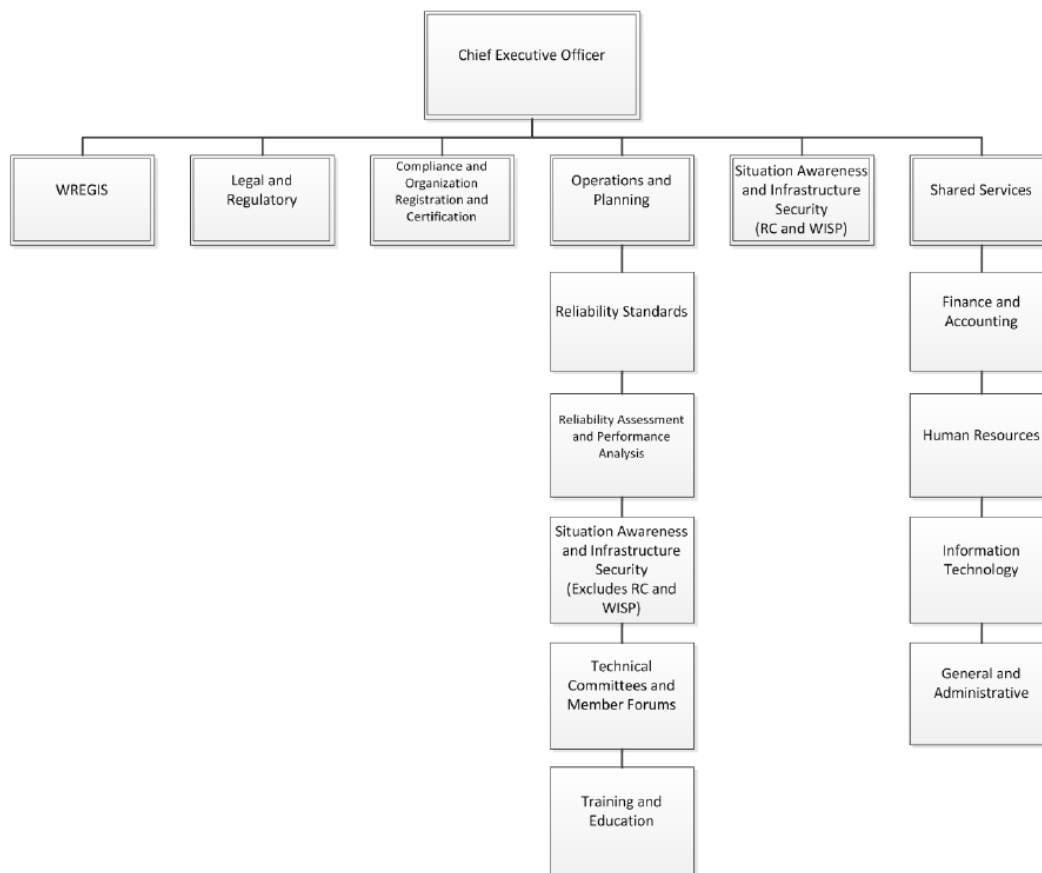 Chief Executive Officer
WREGIS
Legal and
Regulatory
Compliance and
Organization
Registration and
Certification
Operations and
Planning
Situation Awareness
and Infrastructure
Security
(RC and WISP)
Shared Services
Reliability Standards
Finance and
Accounting
Reliability Assessment
and Performance
Analysis
Human Resources
Situation Awareness
and Infrastructure
Security
(Excludes RC and
WISP)
Information
Technology
Technical
Committees and
Member Forums
General and
Administrative
Training and
Education